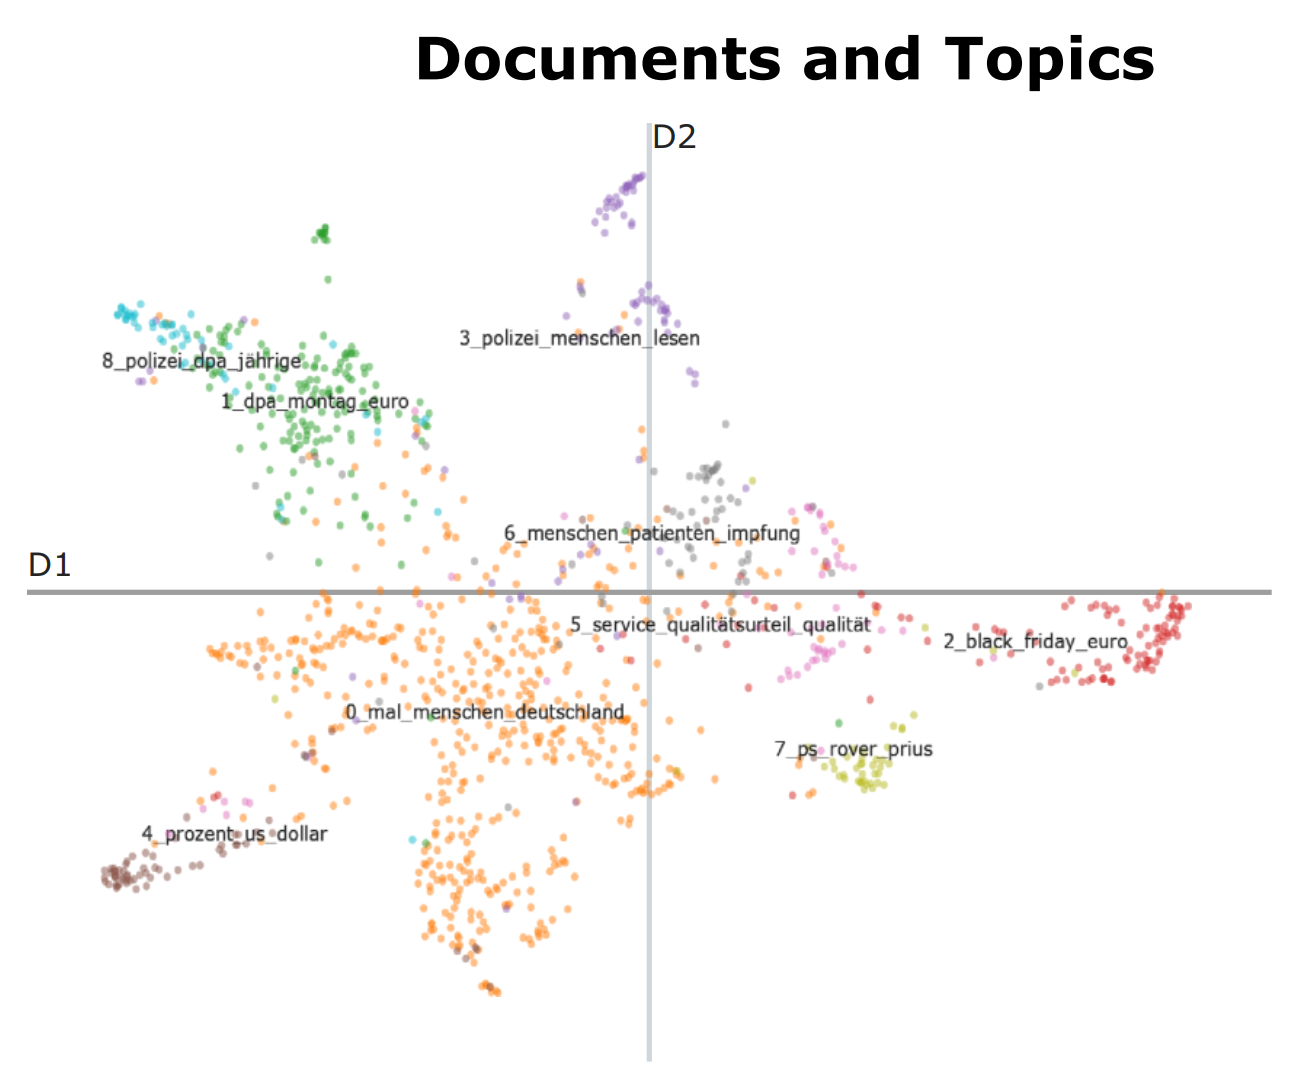 Documents and Topics
D2
3_polizei_menschen_lesen
8_polizei_dpa_jährige
1_dpa_montag_euro
6_menschen_patienten_impfung
D1
5_service_qualitätsurteil_qualität
2_black_friday_euro
0_mal_menschen_deutschland
7_ps_rover_prius
4_prozent_us_dollar